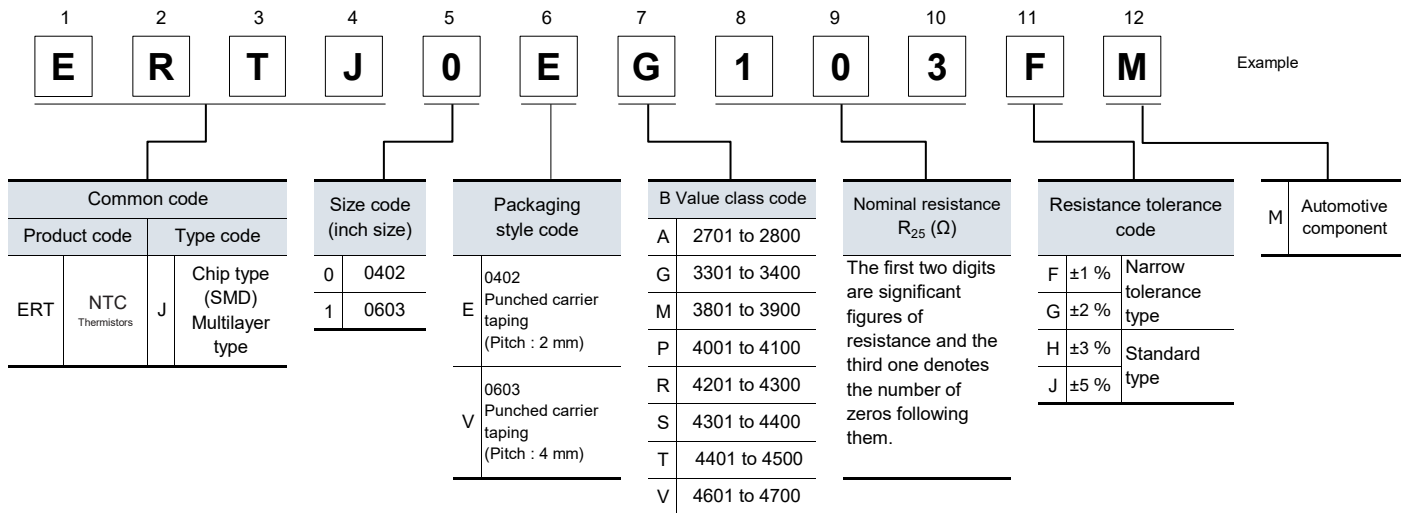 1 2 3 4 5 6 7 8 9 10 11 12
E R T J 0 E G 1 0 3 F M
Example
Common code
Product code Type code
ERT
NTC
Thermistors
J
Chip type
(SMD)
Multilayer
type
Size code
(inch size)
0 0402
1 0603
Packaging
style code
E
0402
Punched carrier
taping
(Pitch : 2 mm)
V
0603
Punched carrier
taping
(Pitch : 4 mm)
B Value class code
A 2701 to 2800
G 3301 to 3400
M 3801 to 3900
P 4001 to 4100
R 4201 to 4300
S 4301 to 4400
T 4401 to 4500
V 4601 to 4700
Nominal resistance
R25 (Ω)
The first two digits
are significant
figures of
resistance and the
third one denotes
the number of
zeros following
them.
Resistance tolerance
code
F ±1 %
G ±2 %
Narrow
tolerance
type
H ±3 %
J ±5 %
Standard
type
M
Automotive
component